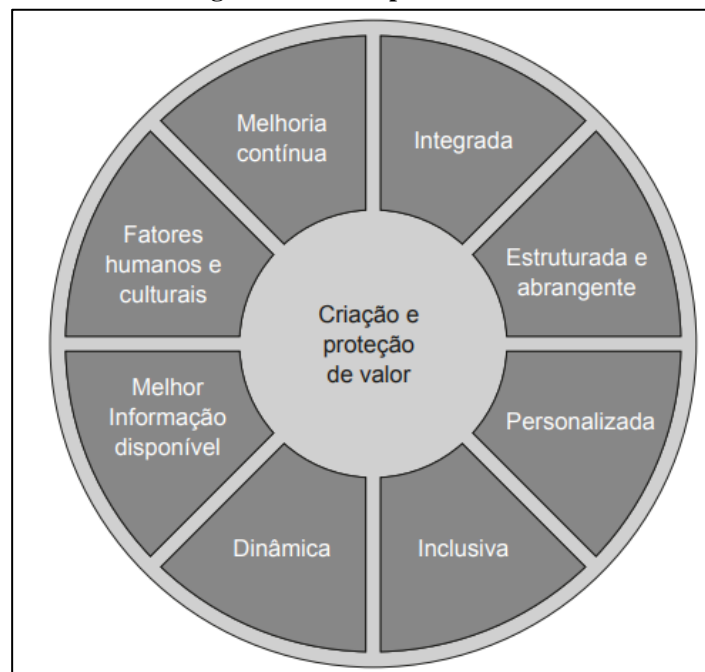 Melhoria
contínua
Integrada
Estruturada e
abrangente
Personalizada
Inclusiva
Dinâmica
Melhor
Informação
disponível
Fatores
humanos e
culturais
Criação e
proteção
de valor